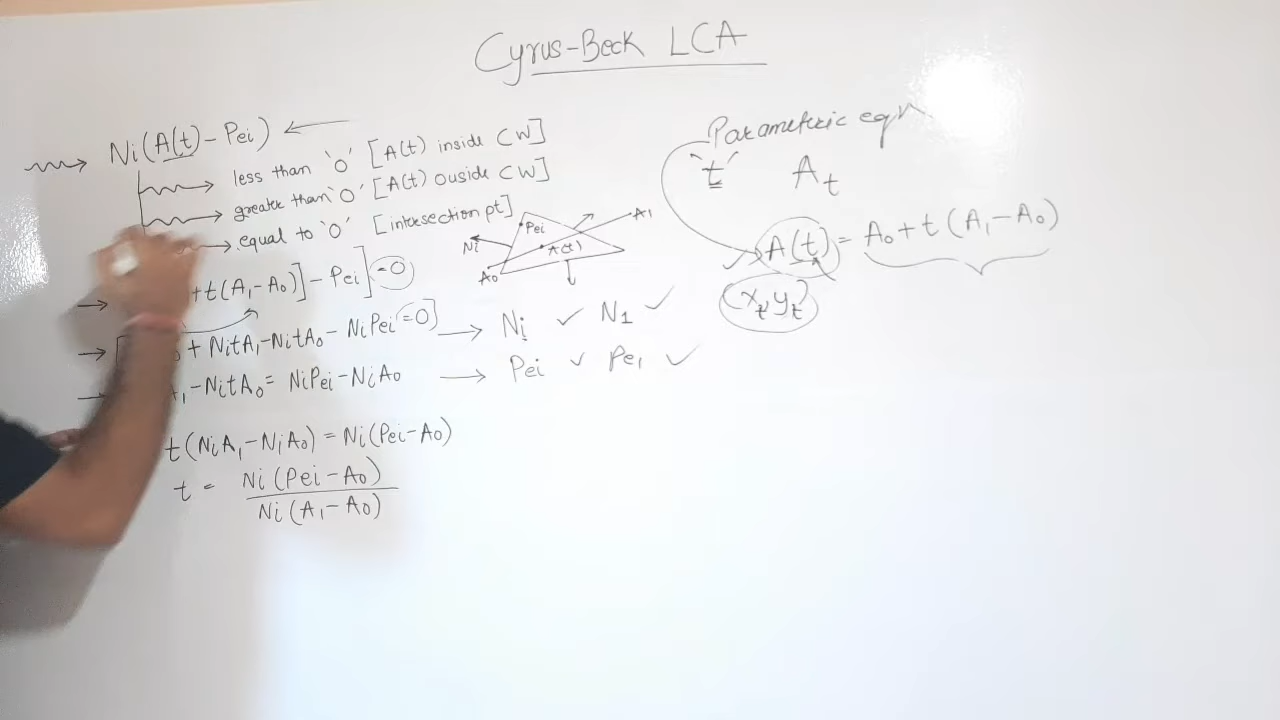 Cyrus-Beck LCA
Ni(A(t) - Pei)
less than '0' [A(t) inside CW]
greater than '0' [A(t) ouside CW]
equal to '0' [intersection pt]
+t(A1-A0)] - Pei]=0
+ NitA1-NitA0 - NiPei=0]
-NitA0 = NiPei-NiA0
t(NiA1-NiA0) = Ni(Pei-A0)
t = Ni(Pei-A0)
Ni(A1-A0)
Pei
A1
Ni
A(t)
A0
Ni ✓ N1 ✓
Pei ✓ Pe1 ✓
Parametric eqn
"t" At
A(t) = A0+t(A1-A0)
(xt, yt)